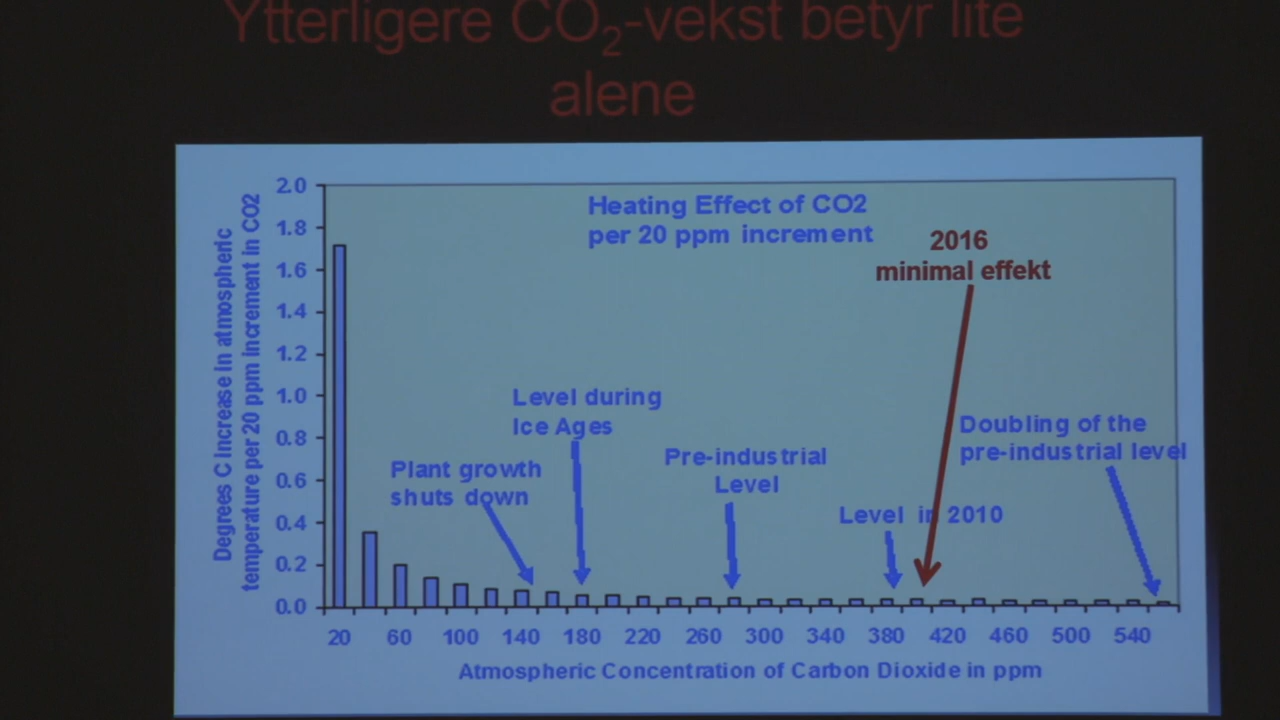 Ytterligere CO₂-vekst betyr lite
alene
Heating Effect of CO2
per 20 ppm increment
2016
minimal effekt
Degrees C increase in atmospheric
temperature per 20 ppm increment in CO2
2.0
1.8
1.6
1.4
1.2
1.0
0.8
0.6
0.4
0.2
0.0
Level during
Ice Ages
Plant growth
shuts down
Pre-industrial
Level
Level in 2010
Doubling of the
pre-industrial level
20 60 100 140 180 220 260 300 340 380 420 460 500 540
Atmospheric Concentration of Carbon Dioxide in ppm